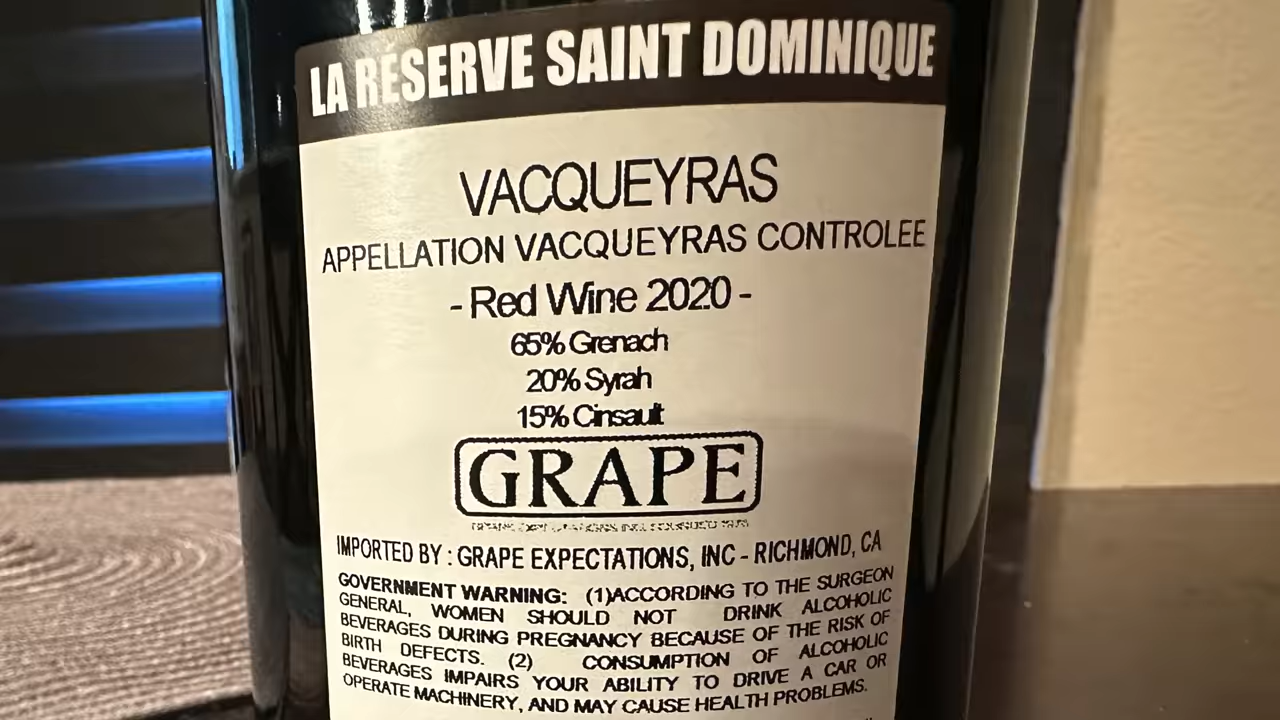 LA RÉSERVE SAINT DOMINIQUE
VACQUEYRAS
APPELLATION VACQUEYRAS CONTROLEE
- Red Wine 2020 -
65% Grenach
20% Syrah
15% Cinsault
GRAPE
IMPORTED BY : GRAPE EXPECTATIONS, INC - RICHMOND, CA
GOVERNMENT WARNING: (1)ACCORDING TO THE SURGEON
GENERAL, WOMEN SHOULD NOT DRINK ALCOHOLIC
BEVERAGES DURING PREGNANCY BECAUSE OF THE RISK OF
BIRTH DEFECTS. (2) CONSUMPTION OF ALCOHOLIC
BEVERAGES IMPAIRS YOUR ABILITY TO DRIVE A CAR OR
OPERATE MACHINERY, AND MAY CAUSE HEALTH PROBLEMS.